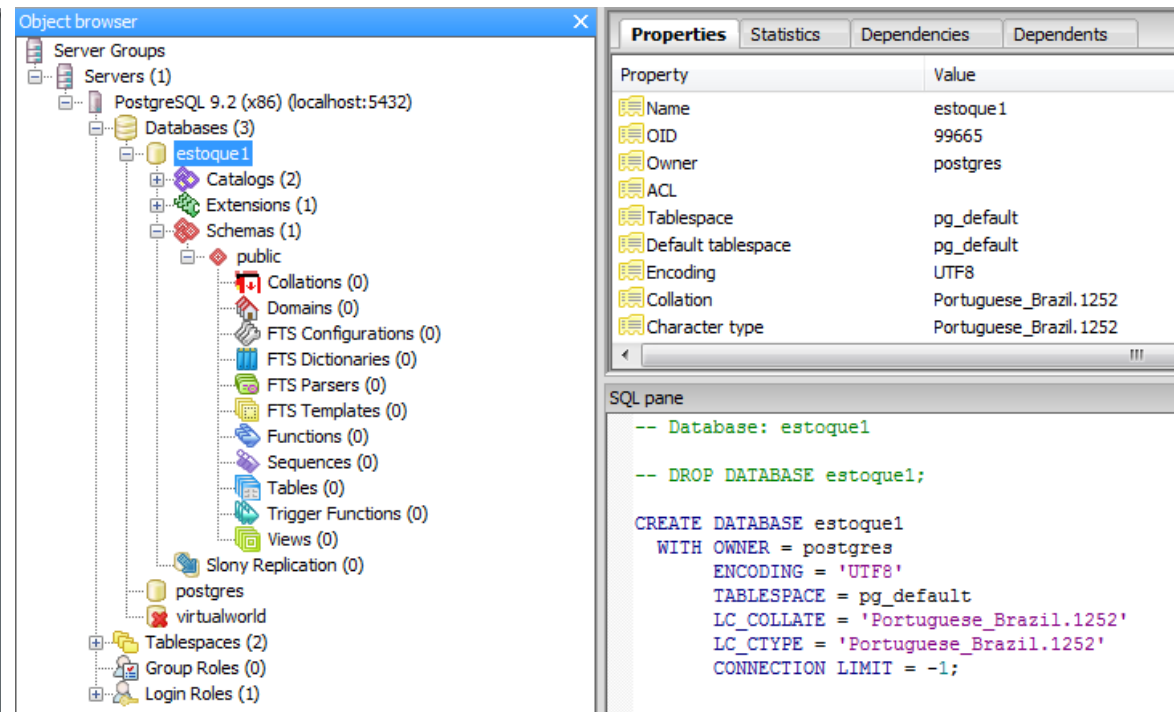 Object browser
Server Groups
Servers (1)
PostgreSQL 9.2 (x86) (localhost:5432)
Databases (3)
estoque1
Catalogs (2)
Extensions (1)
Schemas (1)
public
Collations (0)
Domains (0)
FTS Configurations (0)
FTS Dictionaries (0)
FTS Parsers (0)
FTS Templates (0)
Functions (0)
Sequences (0)
Tables (0)
Trigger Functions (0)
Views (0)
Slony Replication (0)
postgres
virtualworld
Tablespaces (2)
Group Roles (0)
Login Roles (1)
Properties Statistics Dependencies Dependents
Property Value
Name estoque1
OID 99665
Owner postgres
ACL
Tablespace pg_default
Default tablespace pg_default
Encoding UTF8
Collation Portuguese_Brazil.1252
Character type Portuguese_Brazil.1252
SQL pane
-- Database: estoque1
-- DROP DATABASE estoque1;
CREATE DATABASE estoque1
WITH OWNER = postgres
ENCODING = 'UTF8'
TABLESPACE = pg_default
LC_COLLATE = 'Portuguese_Brazil.1252'
LC_CTYPE = 'Portuguese_Brazil.1252'
CONNECTION LIMIT = -1;